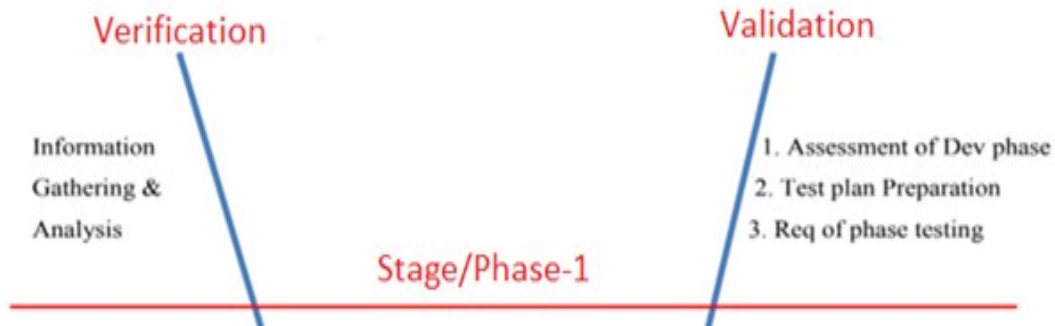 Verification
Validation
Information
Gathering &
Analysis
1. Assessment of Dev phase
2. Test plan Preparation
3. Req of phase testing
Stage/Phase-1